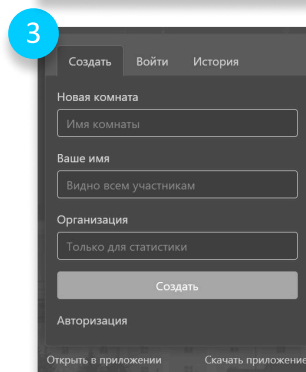 3
Создать Войти История
Новая комната
Имя комнаты
Ваше имя
Видно всем участникам
Организация
Только для статистики
Создать
Авторизация
Открыть в приложении Скачать приложение